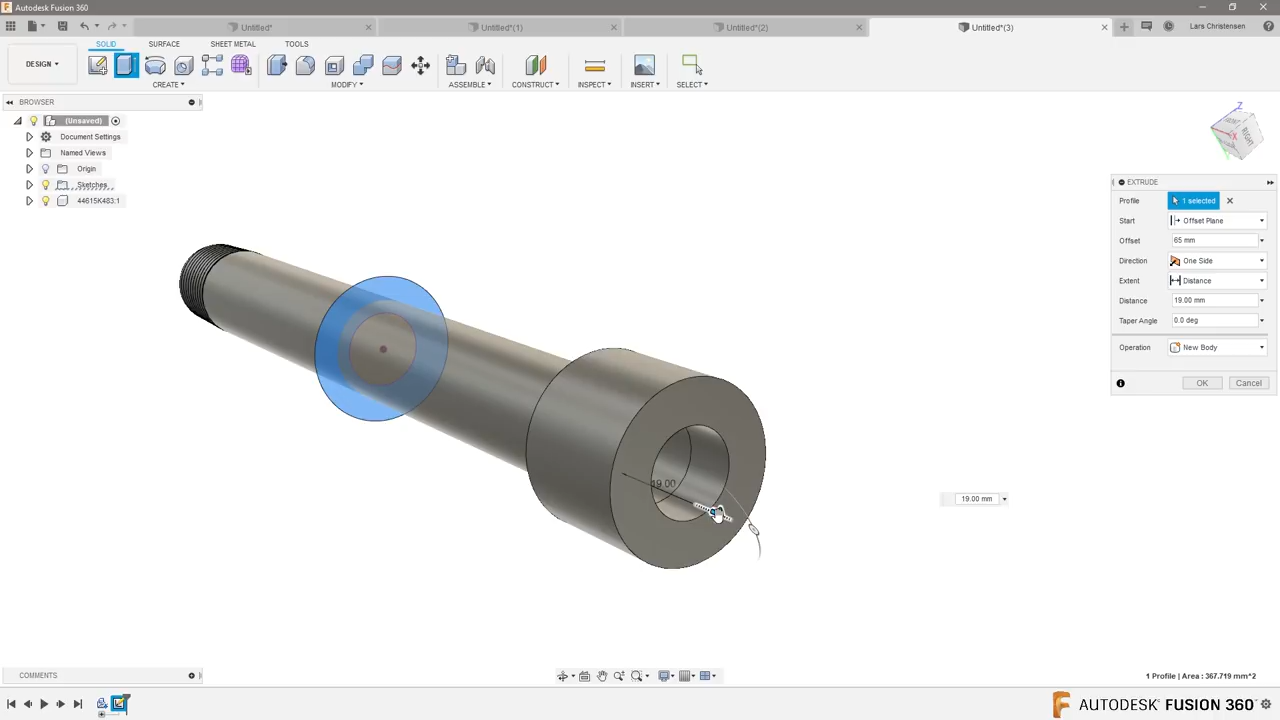 Autodesk Fusion 360
Untitled*
Untitled*(1)
Untitled*(2)
Untitled*(3)
Lars Christensen
SOLID
SURFACE
SHEET METAL
TOOLS
DESIGN
CREATE
MODIFY
ASSEMBLE
CONSTRUCT
INSPECT
INSERT
SELECT
BROWSER
(Unsaved)
Document Settings
Named Views
Origin
Sketches
44615K483:1
Z
X
RIGHT
EXTRUDE
Profile 1 selected
Start Offset Plane
Offset 65 mm
Direction One Side
Extent Distance
Distance 19.00 mm
Taper Angle 0.0 deg
Operation New Body
OK Cancel
19.00
19.00 mm
COMMENTS
1 Profile | Area : 367.719 mm^2
AUTODESK FUSION 360